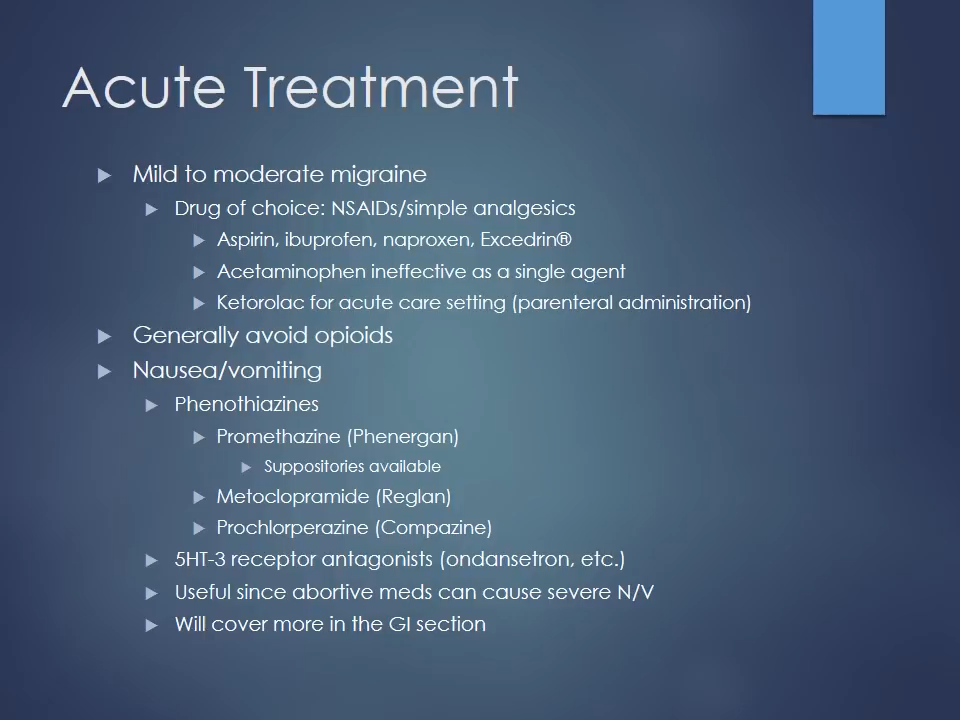 Acute Treatment
Mild to moderate migraine
Drug of choice: NSAIDs/simple analgesics
Aspirin, ibuprofen, naproxen, Excedrin®
Acetaminophen ineffective as a single agent
Ketorolac for acute care setting (parenteral administration)
Generally avoid opioids
Nausea/vomiting
Phenothiazines
Promethazine (Phenergan)
Suppositories available
Metoclopramide (Reglan)
Prochlorperazine (Compazine)
5HT-3 receptor antagonists (ondansetron, etc.)
Useful since abortive meds can cause severe N/V
Will cover more in the GI section